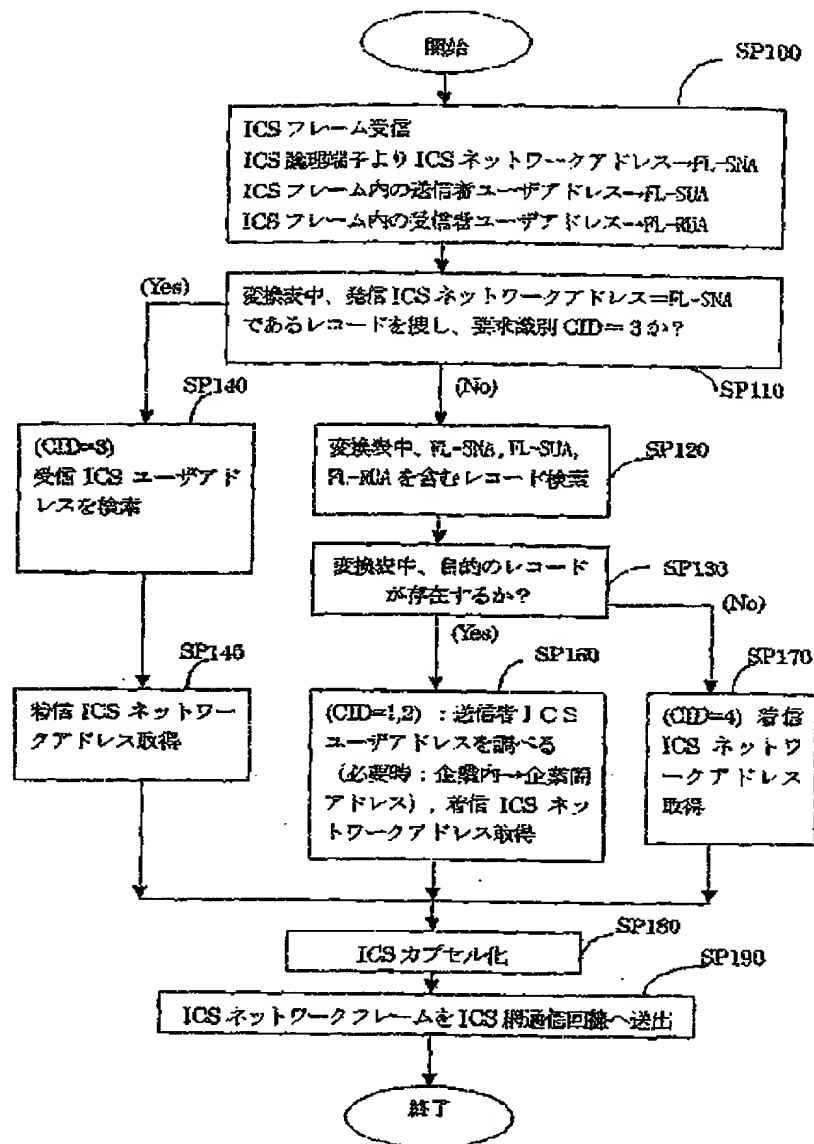 開始
SP100
ICS フレーム受信
ICS 論理端子より ICS ネットワークアドレス→FL-SNA
ICS フレーム内の送信者ユーザアドレス→FL-SUA
ICS フレーム内の受信者ユーザアドレス→FL-RUA
(Yes)
変換表中、発信 ICS ネットワークアドレス=FL-SNA
であるレコードを捜し、要求識別 CID=3か?
SP110
(No)
SP140
(CID=3)
受信 ICS ユーザアド
レスを検索
SP120
変換表中、FL-SNA, FL-SUA,
FL-RUA を含むレコード検索
SP130
変換表中、目的のレコード
が存在するか?
(No)
(Yes)
SP145
着信 ICS ネットワー
クアドレス取得
SP160
(CID=1,2) :送信者ICS
ユーザアドレスを調べる
(必要時:企業内→企業間
アドレス), 着信 ICS ネッ
トワークアドレス取得
SP170
(CID=4) 着信
ICS ネットワ
ークアドレス
取得
SP180
ICS カプセル化
SP190
ICS ネットワークフレームを ICS 網通信回線へ送出
終了